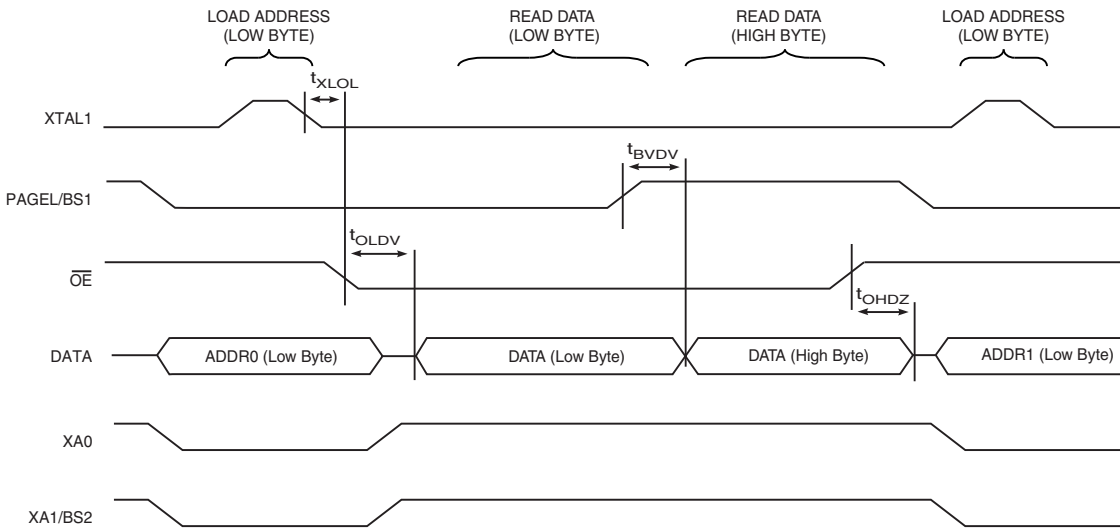 LOAD ADDRESS
(LOW BYTE)
READ DATA
(LOW BYTE)
READ DATA
(HIGH BYTE)
LOAD ADDRESS
(LOW BYTE)
tXLOL
XTAL1
tBVDV
PAGEL/BS1
tOLDV
OE
tOHDZ
DATA
ADDR0 (Low Byte)
DATA (Low Byte)
DATA (High Byte)
ADDR1 (Low Byte)
XA0
XA1/BS2